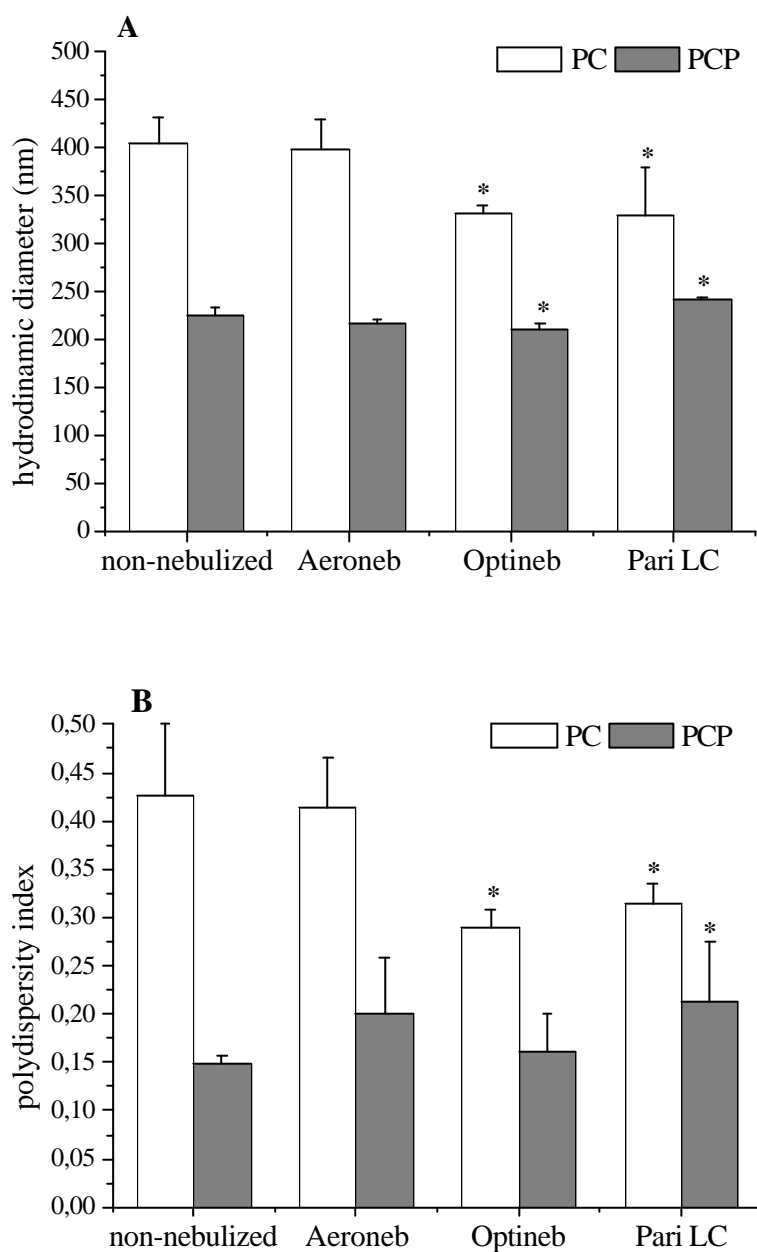 A
PC PCP
500
450
400
350
300
250
200
150
100
50
0
hydrodinamic diameter (nm)
* * * *
non-nebulized Aeroneb Optineb Pari LC
B
PC PCP
0,50
0,45
0,40
0,35
0,30
0,25
0,20
0,15
0,10
0,05
0,00
polydispersity index
* * *
non-nebulized Aeroneb Optineb Pari LC